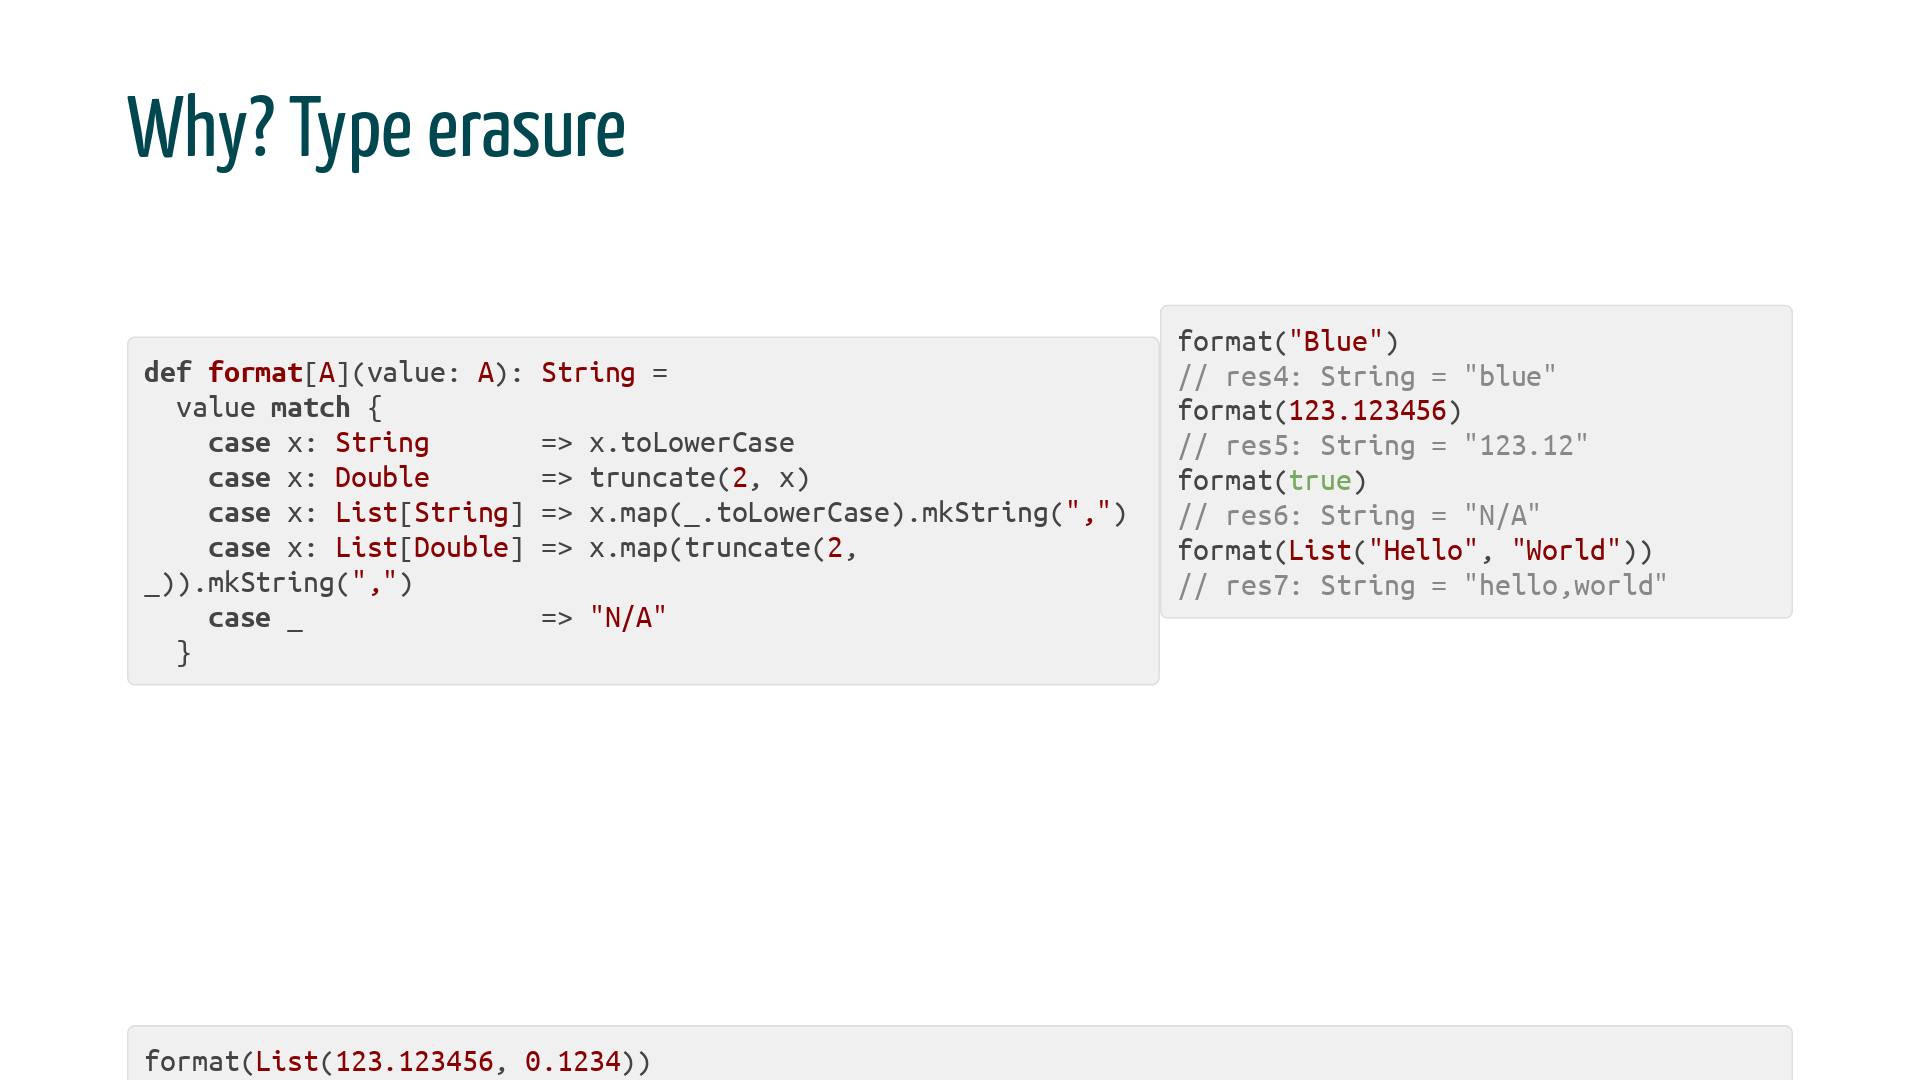 Why? Type erasure
def format[A](value: A): String =
  value match {
    case x: String       => x.toLowerCase
    case x: Double       => truncate(2, x)
    case x: List[String] => x.map(_.toLowerCase).mkString(",")
    case x: List[Double] => x.map(truncate(2,
_)).mkString(",")
    case _               => "N/A"
  }
format("Blue")
// res4: String = "blue"
format(123.123456)
// res5: String = "123.12"
format(true)
// res6: String = "N/A"
format(List("Hello", "World"))
// res7: String = "hello,world"
format(List(123.123456, 0.1234))